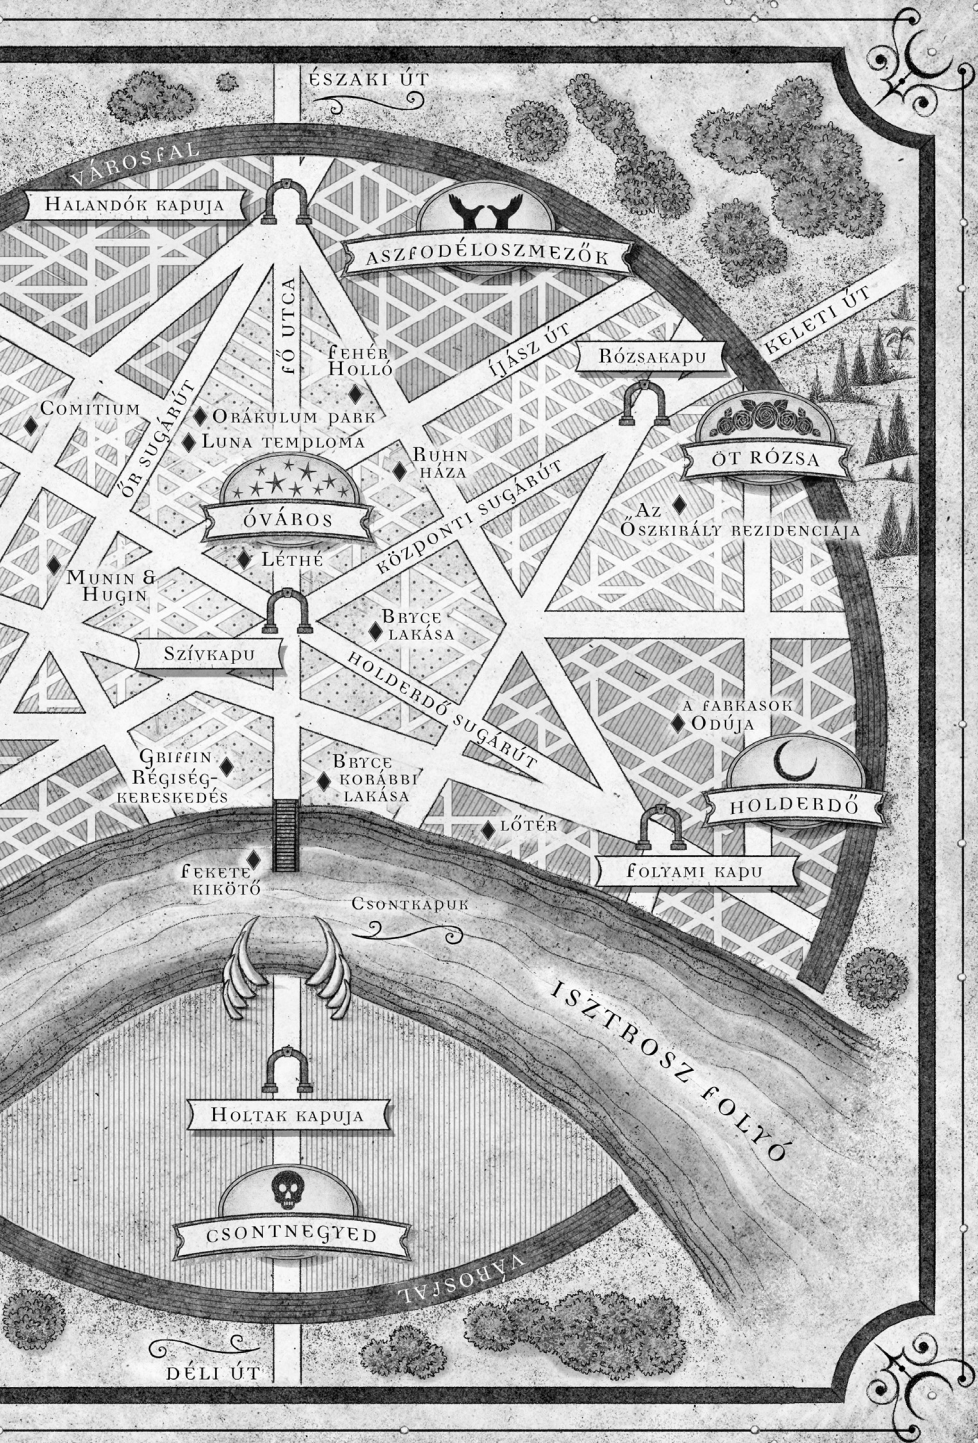 ÉSZAKI ÚT
VÁROSFAL
HALANDÓK KAPUJA
ASZFODÉLOSZMEZŐK
KELETI ÚT
FŐ UTCA
ÍJÁSZ ÚT
RÓZSAKAPU
FEHÉR
HOLLÓ
COMITIUM
ŐR SUGÁRÚT
ORÁKULUM PARK
LUNA TEMPLOMA
RUHN
HÁZA
ÖT RÓZSA
KÖZPONTI SUGÁRÚT
ÓVÁROS
AZ
ŐSZKIRÁLY REZIDENCIÁJA
LÉTHÉ
MUNIN &
HUGIN
BRYCE
LAKÁSA
SZÍVKAPU
HOLDERDŐ SUGÁRÚT
A FARKASOK
ODÚJA
GRIFFIN
RÉGISÉG-
KERESKEDÉS
BRYCE
KORÁBBI
LAKÁSA
HOLDERDŐ
LŐTÉR
FOLYAMI KAPU
FEKETE
KIKÖTŐ
CSONTKAPUK
ISZTROSZ FOLYÓ
HOLTAK KAPUJA
CSONTNEGYED
VÁROSFAL
DÉLI ÚT